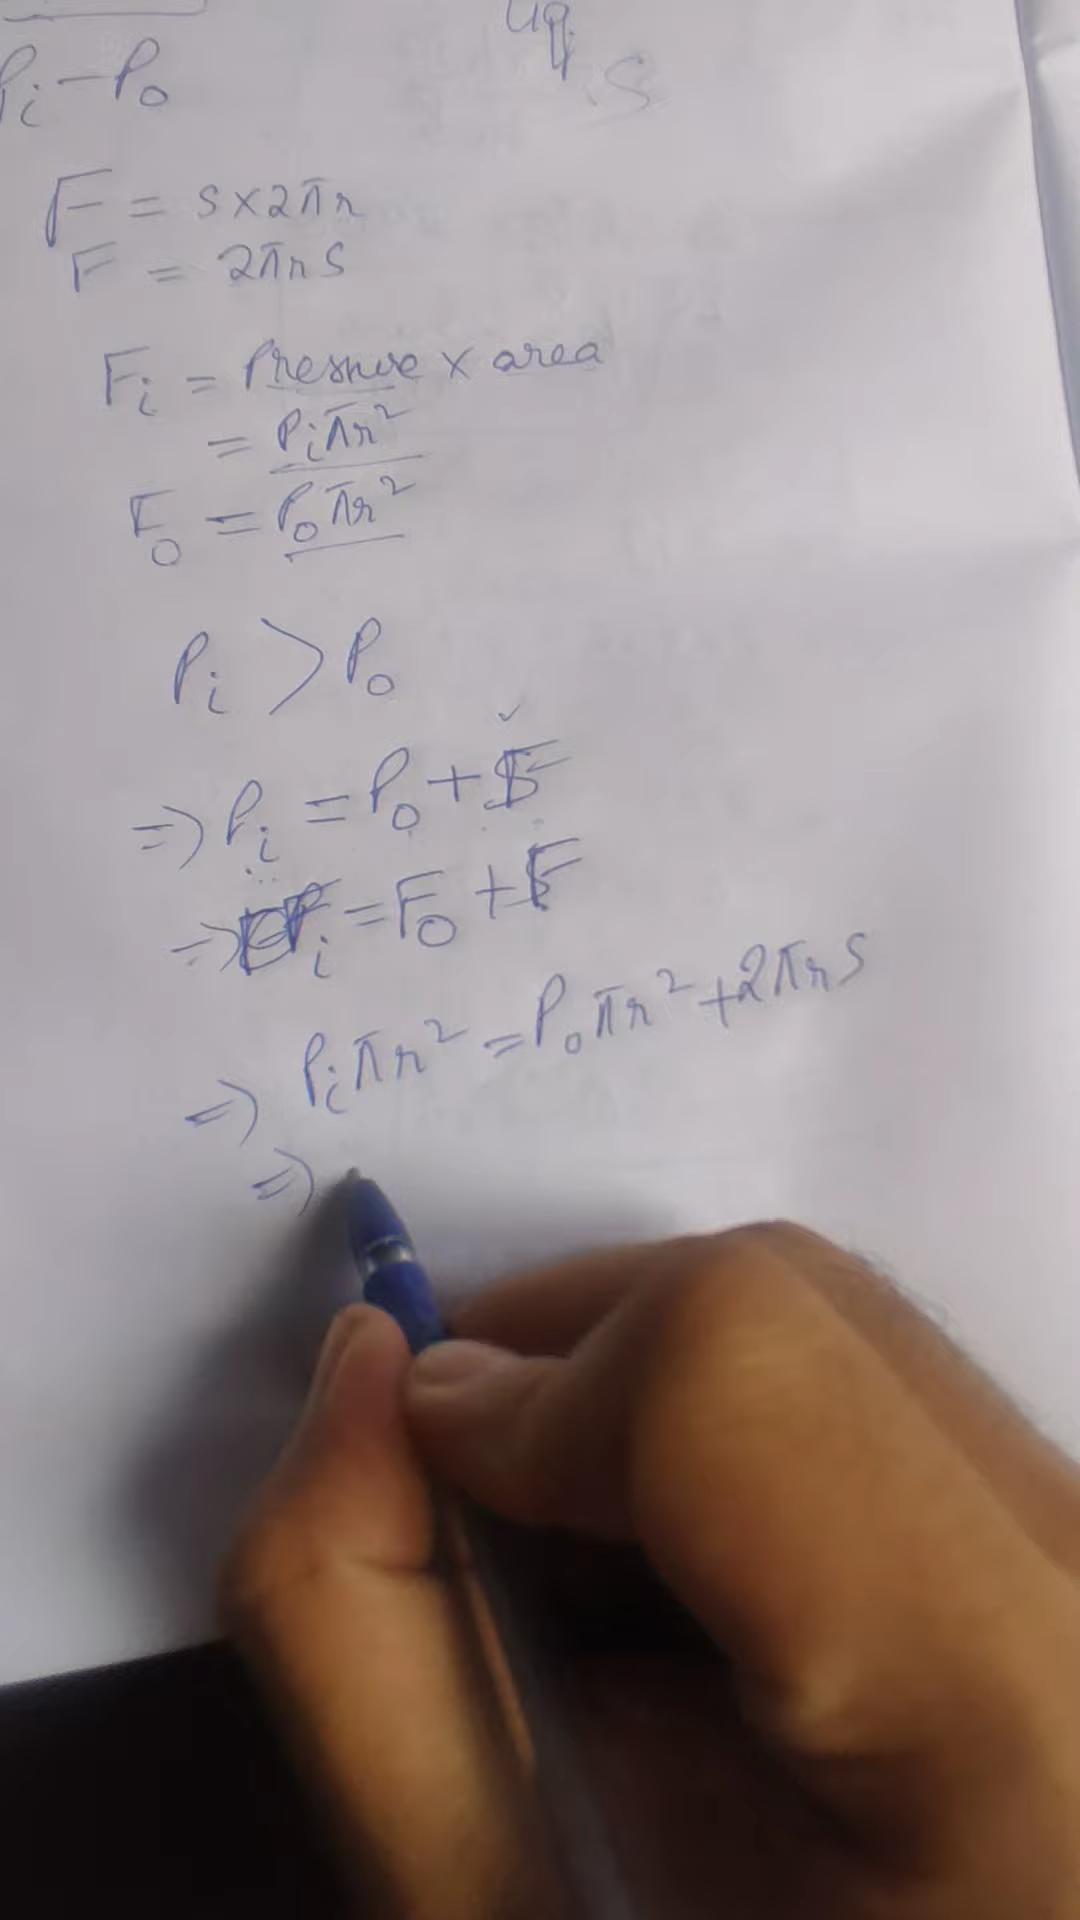 liq.
S
Pi - Po
F = S×2πr
F = 2πrS
Fi = Pressure × area
= Piπr²
Fo = Poπr²
Pi > Po
⇒ Pi = Po + F
⇒ Fi = Fo + F
⇒ Piπr² = Poπr² + 2πrS
⇒